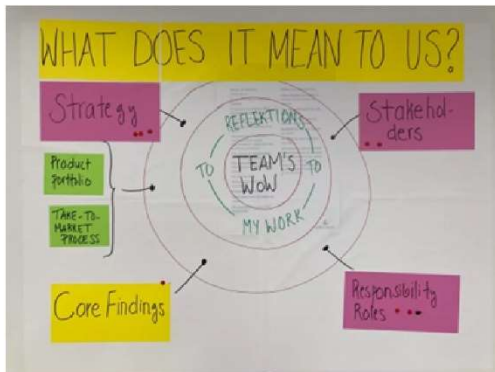 WHAT DOES IT MEAN TO US?
Strategy
Stakehol-
ders
Product
portfolio
TAKE-TO-
MARKET
PROCESS
REFLEKTIONS
TO
TEAM'S
WoW
TO
MY WORK
Core Findings
Responsibility
Roles